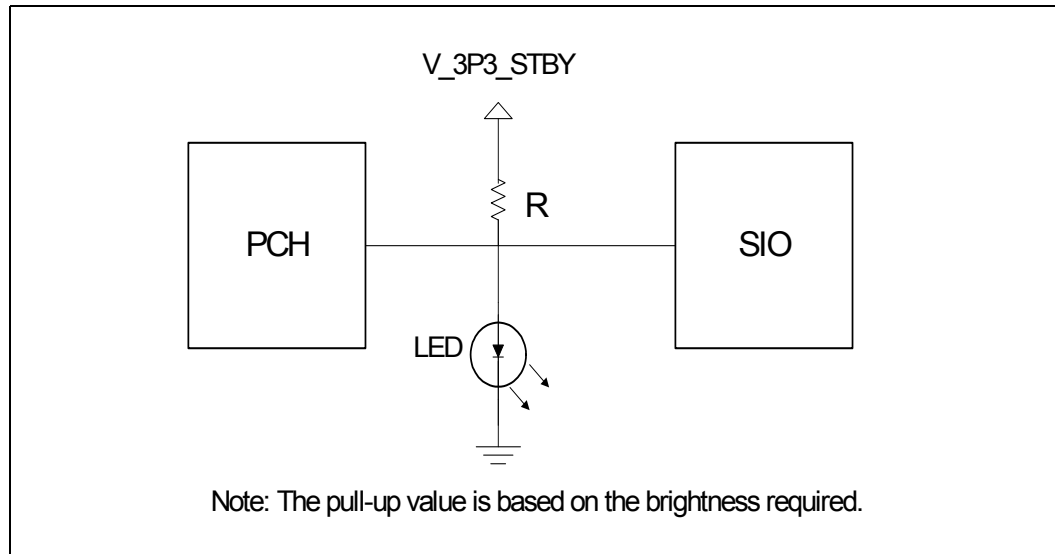 V_3P3_STBY
R
PCH
SIO
LED
Note: The pull-up value is based on the brightness required.